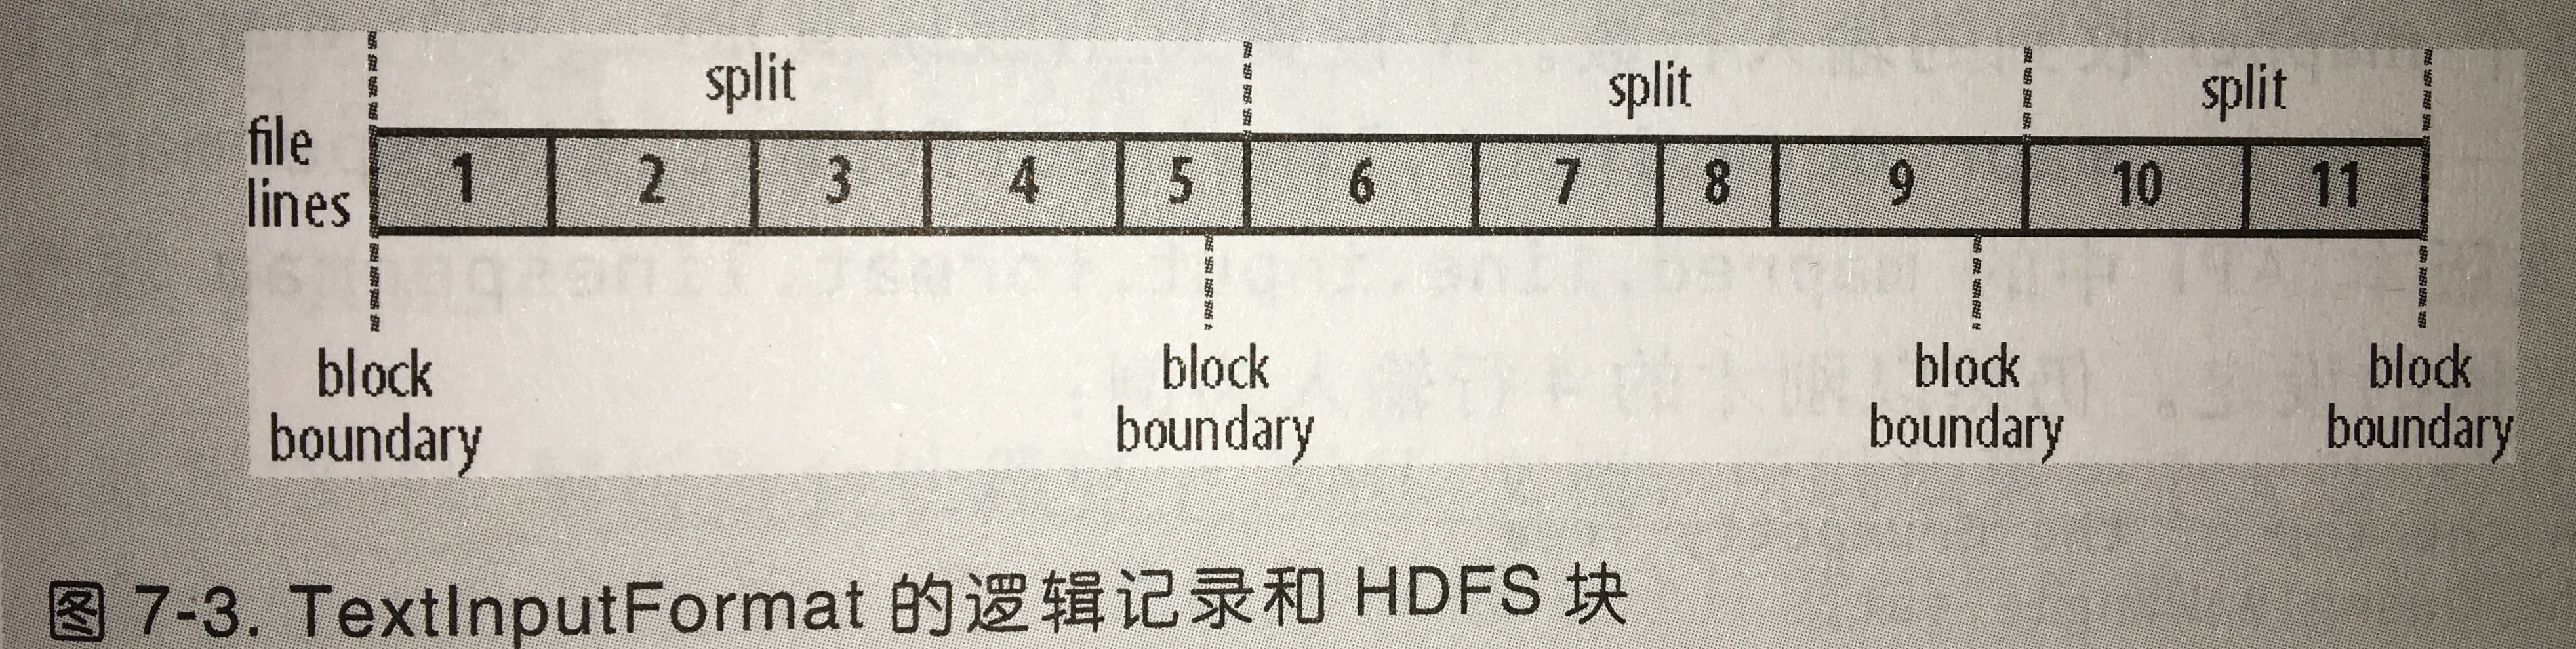 split split split
file
lines
1 2 3 4 5 6 7 8 9 10 11
block block block block
boundary boundary boundary boundary
图 7-3. TextInputFormat 的逻辑记录和 HDFS 块